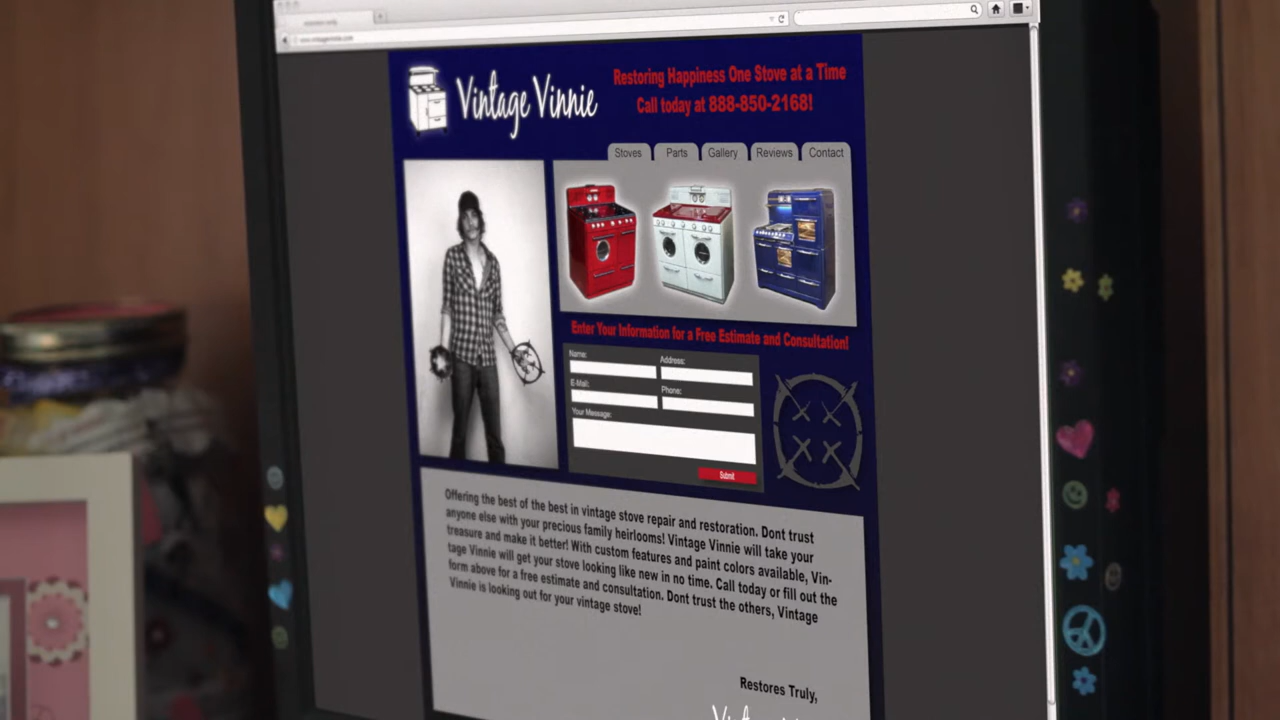 Vintage Vinnie
Restoring Happiness One Stove at a Time
Call today at 888-850-2168!
Stoves
Parts
Gallery
Reviews
Contact
Enter Your Information for a Free Estimate and Consultation!
Name:
Address:
E-Mail:
Phone:
Your Message:
Submit
Offering the best of the best in vintage stove repair and restoration. Dont trust
anyone else with your precious family heirlooms! Vintage Vinnie will take your
treasure and make it better! With custom features and paint colors available, Vin-
tage Vinnie will get your stove looking like new in no time. Call today or fill out the
form above for a free estimate and consultation. Dont trust the others, Vintage
Vinnie is looking out for your vintage stove!
Restores Truly,